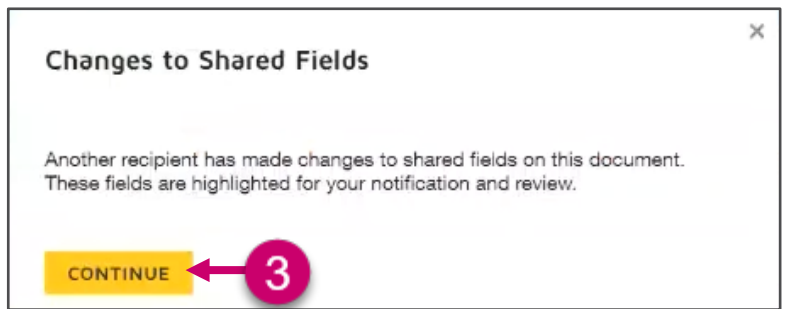 Changes to Shared Fields
Another recipient has made changes to shared fields on this document.
These fields are highlighted for your notification and review.
CONTINUE
3